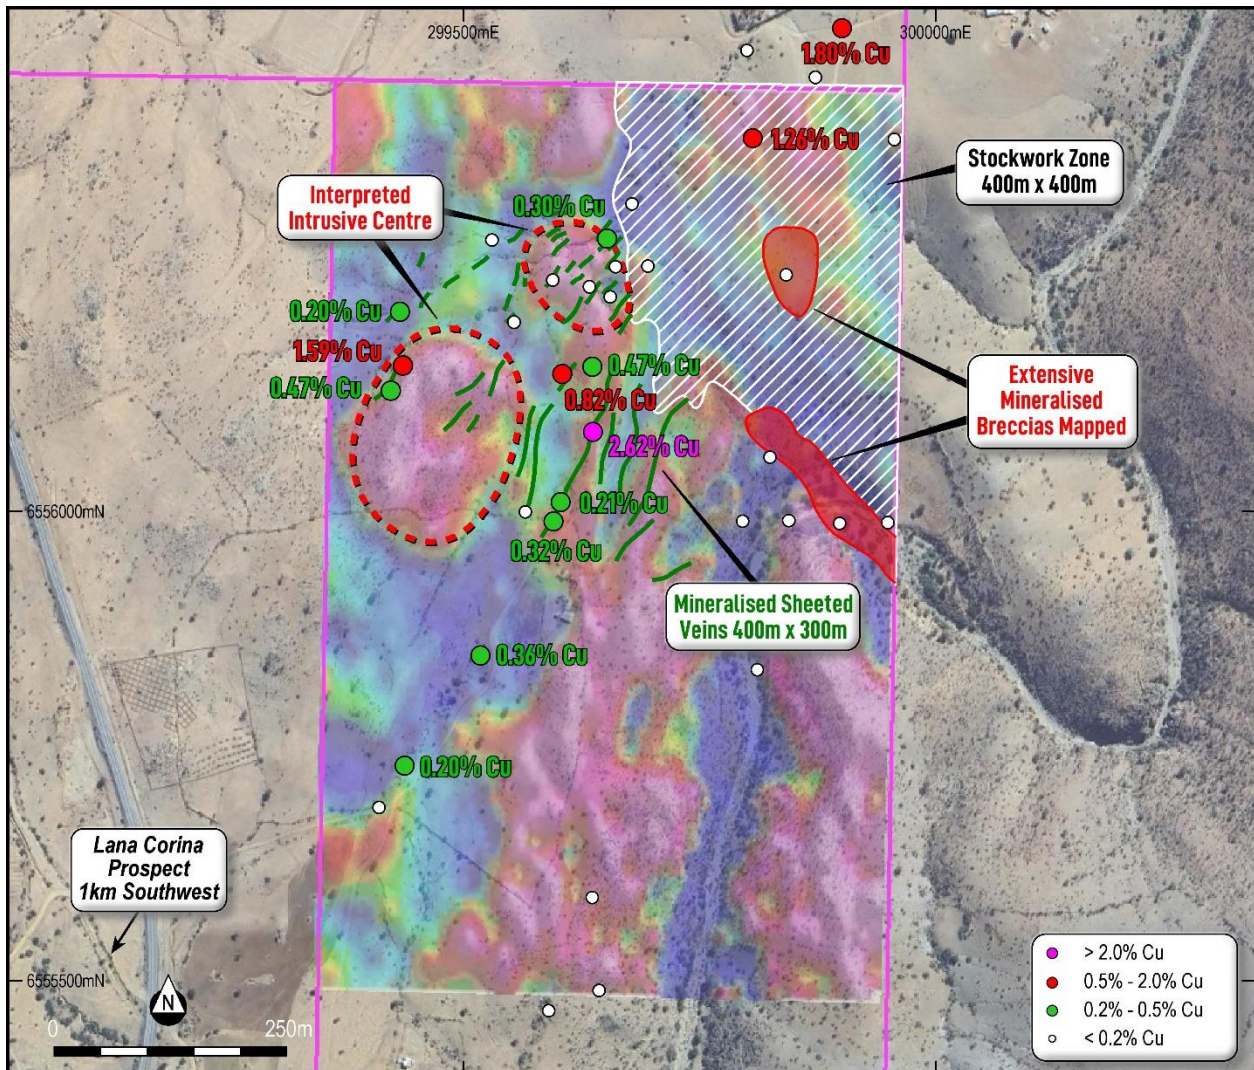 299500mE
300000mE
1.80% Cu
1.26% Cu
Stockwork Zone
400m x 400m
Interpreted
Intrusive Centre
0.30% Cu
0.20% Cu
1.59% Cu
0.47% Cu
0.47% Cu
0.82% Cu
Extensive
Mineralised
Breccias Mapped
2.62% Cu
6556000mN
0.21% Cu
0.32% Cu
Mineralised Sheeted
Veins 400m x 300m
0.36% Cu
0.20% Cu
Lana Corina
Prospect
1km Southwest
6555500mN
N
0
250m
> 2.0% Cu
0.5% - 2.0% Cu
0.2% - 0.5% Cu
< 0.2% Cu